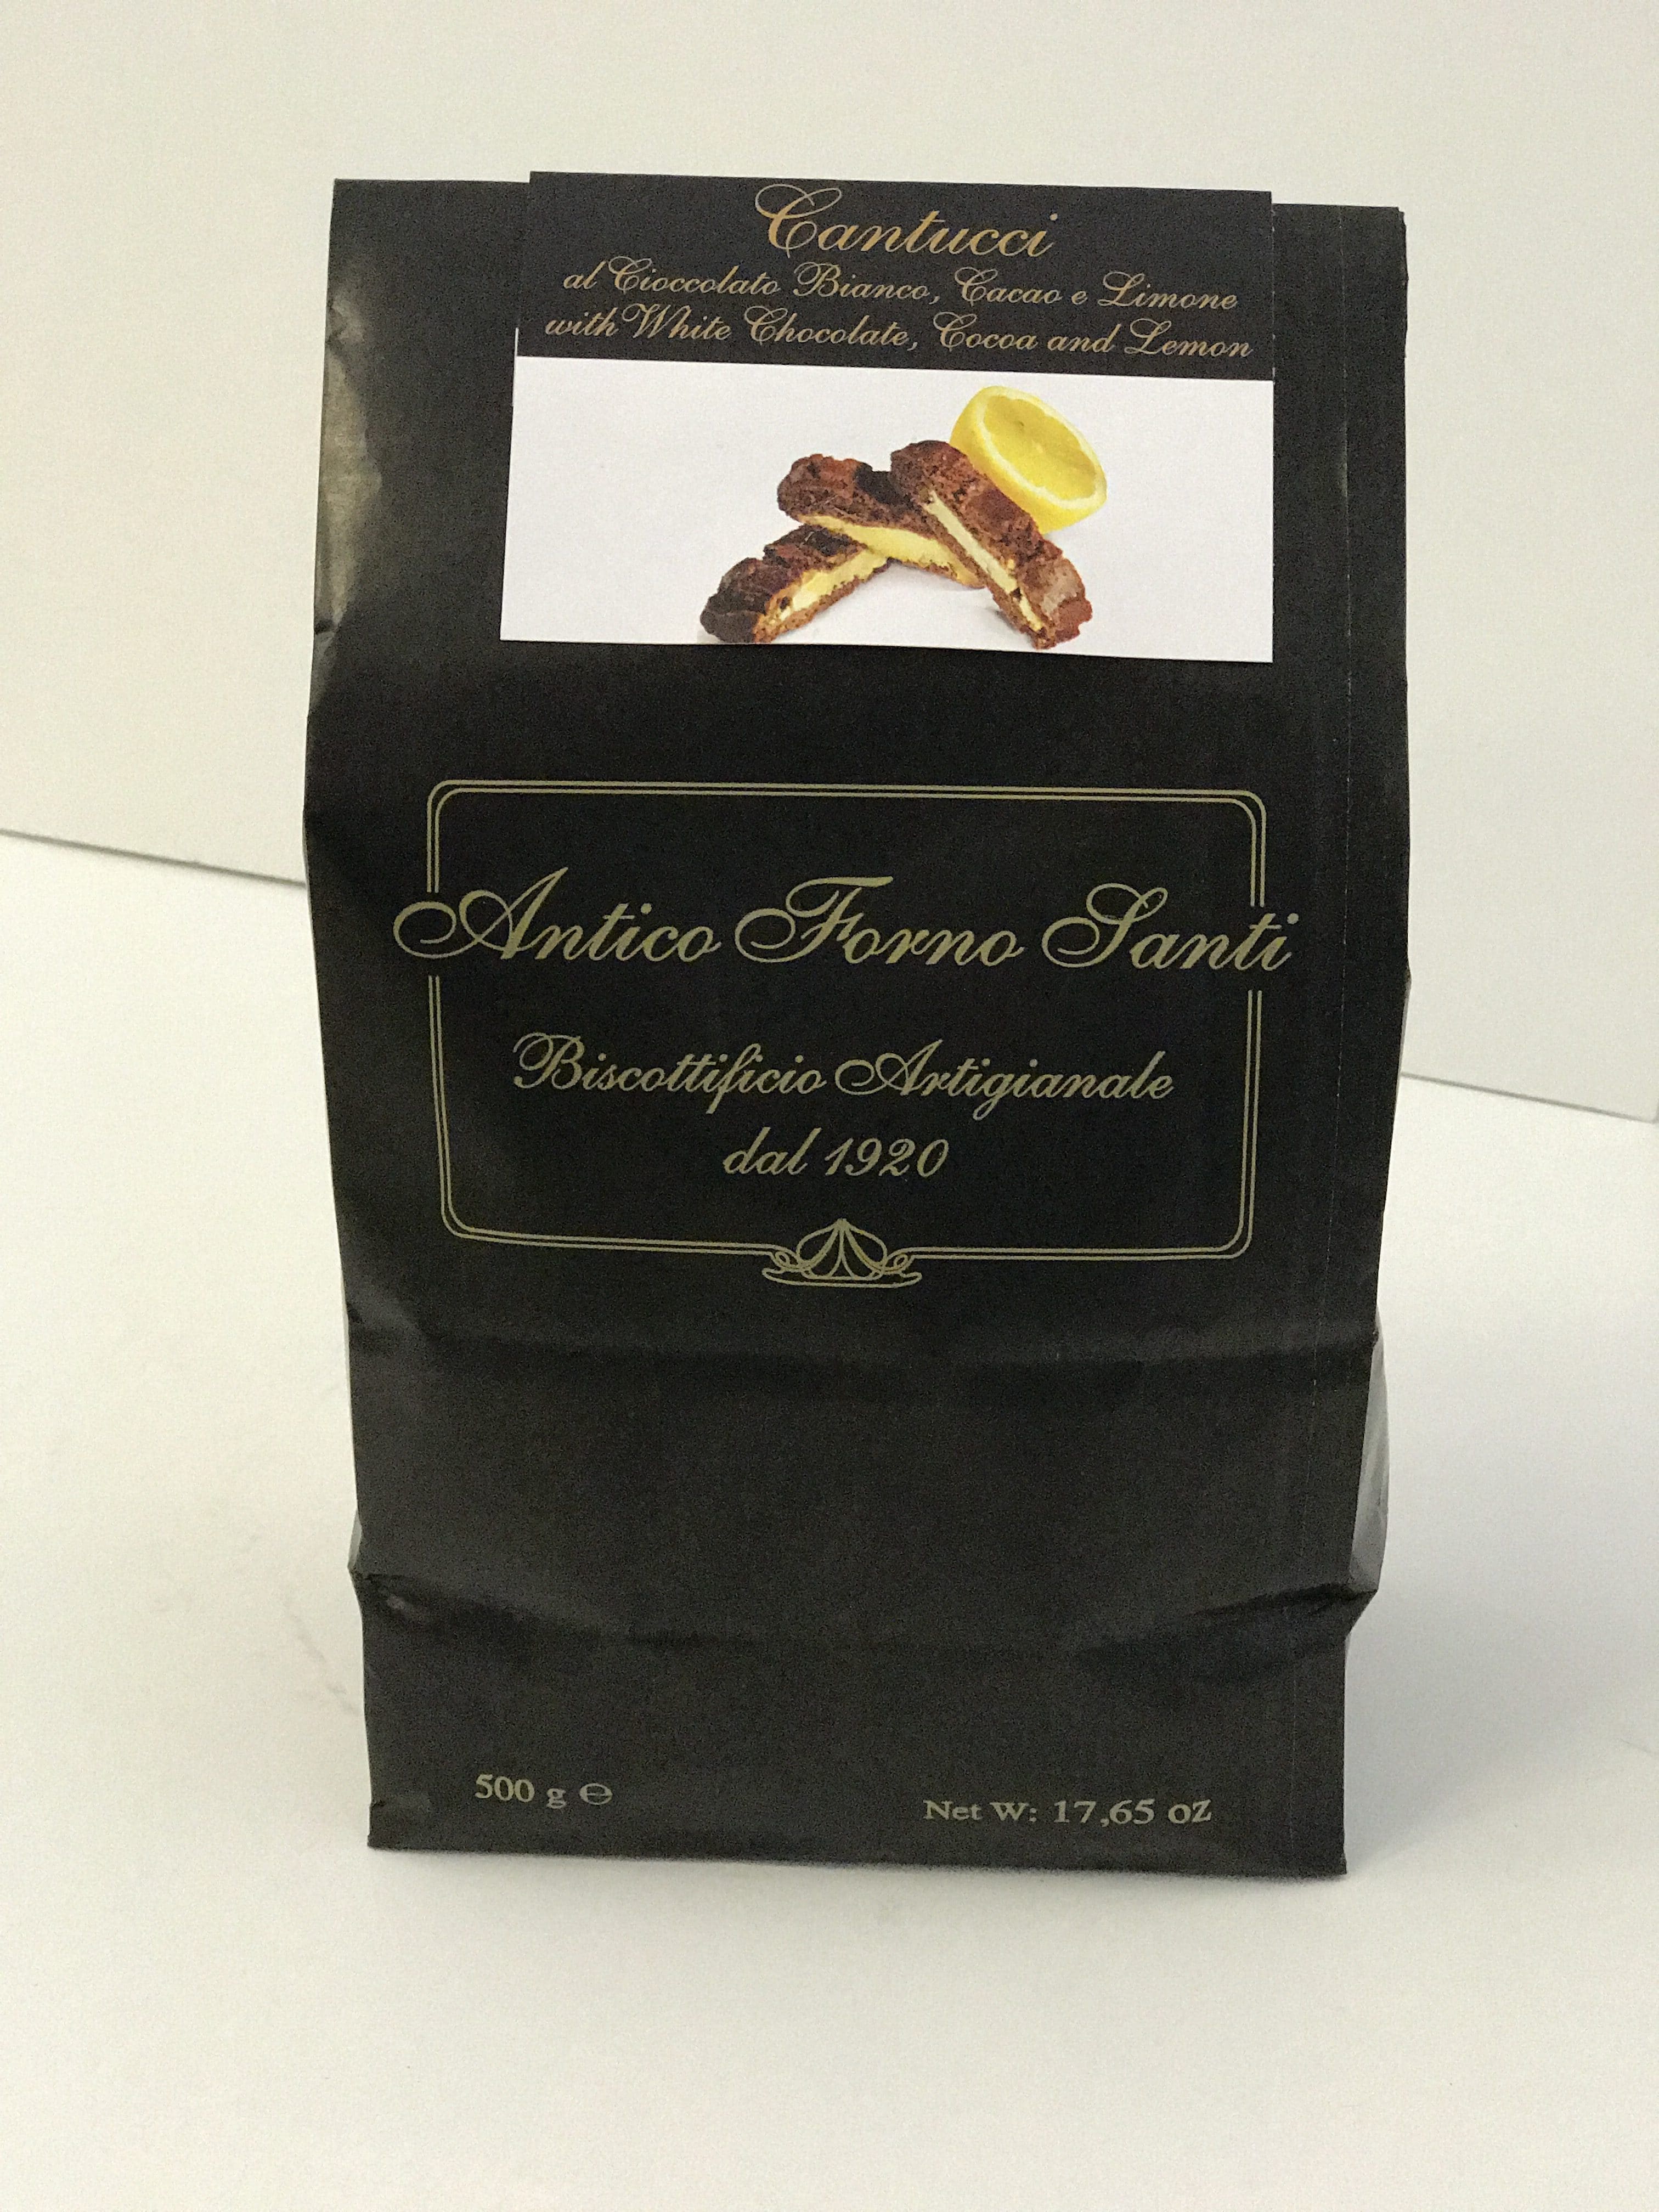 Cantucci
al Cioccolato Bianco, Cacao e Limone
with White Chocolate, Cocoa and Lemon
Antico Forno Santi
Biscottificio Artigianale
dal 1920
500 g ℮
Net W: 17,65 oz